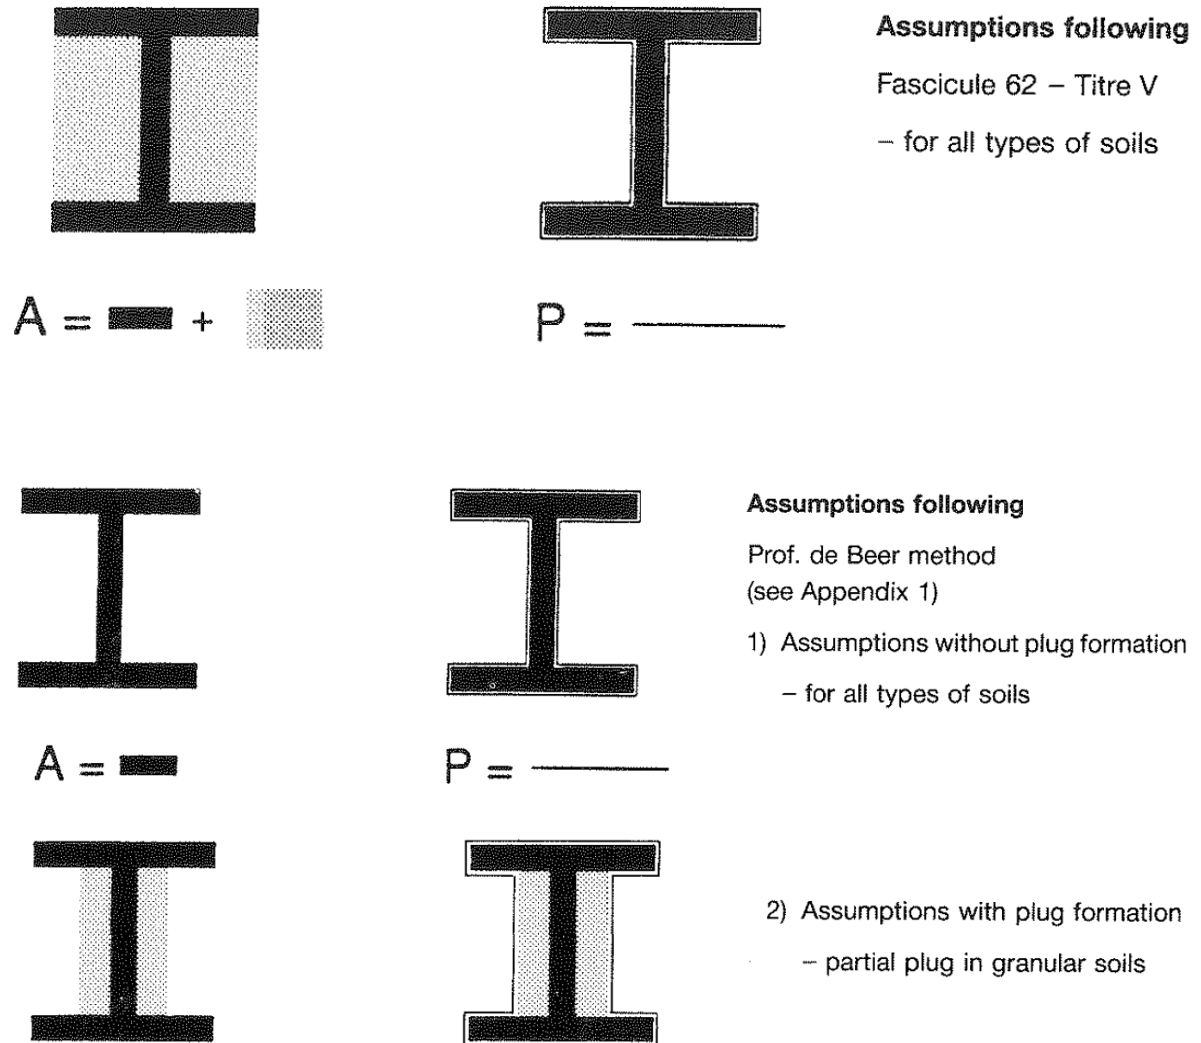 Assumptions following
Fascicule 62 – Titre V
– for all types of soils
A = +
P =
Assumptions following
Prof. de Beer method
(see Appendix 1)
1) Assumptions without plug formation
– for all types of soils
A =
P =
2) Assumptions with plug formation
– partial plug in granular soils